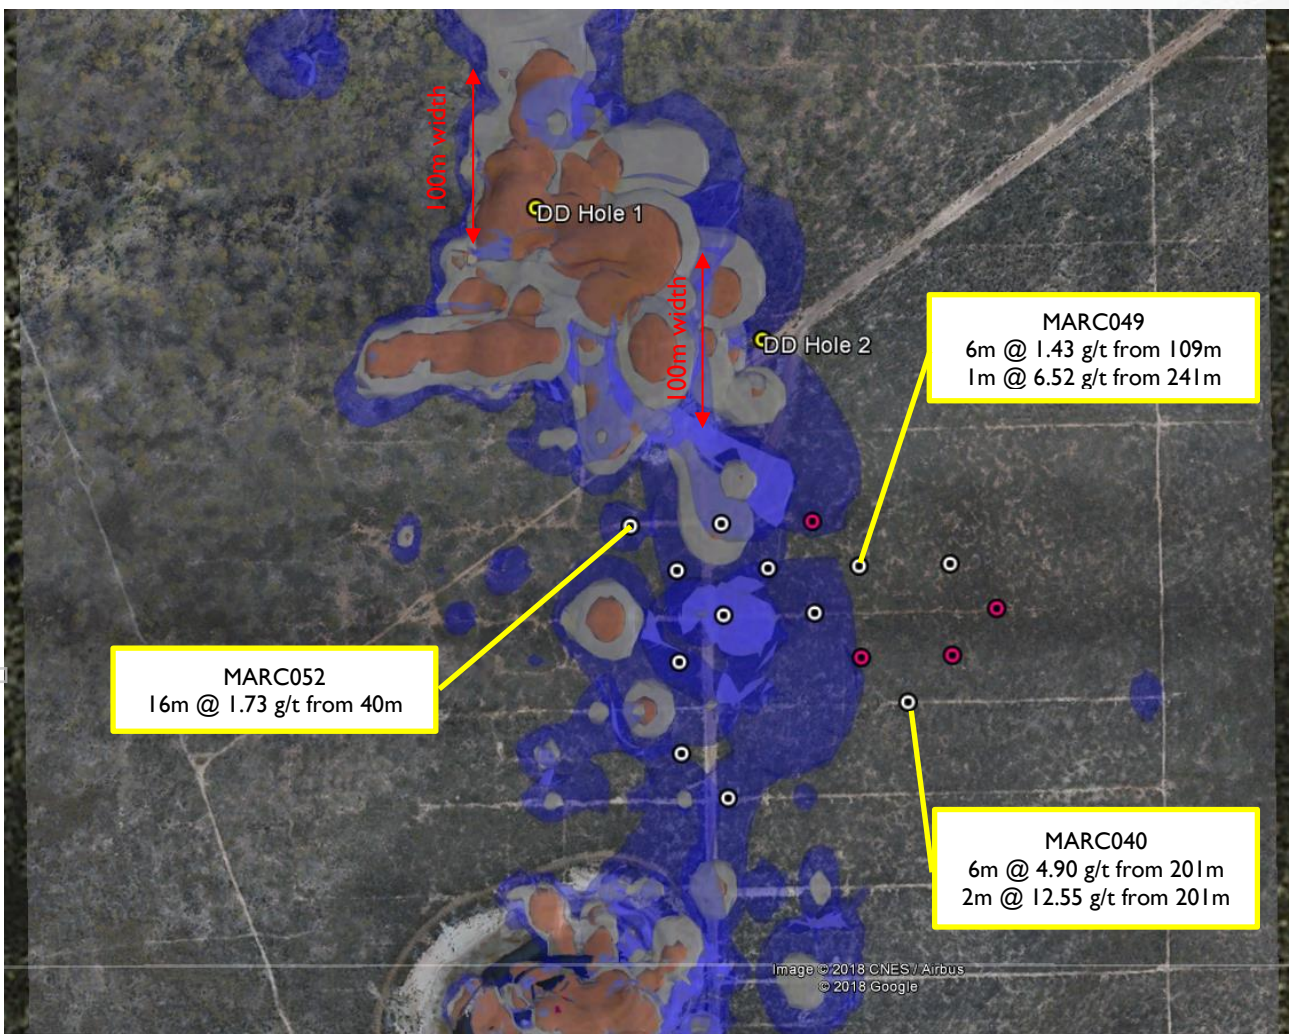 100m width
DD Hole 1
100m width
DD Hole 2
MARC049
6m @ 1.43 g/t from 109m
1m @ 6.52 g/t from 241m
MARC052
16m @ 1.73 g/t from 40m
MARC040
6m @ 4.90 g/t from 201m
2m @ 12.55 g/t from 201m
Image © 2018 CNES / Airbus
© 2018 Google